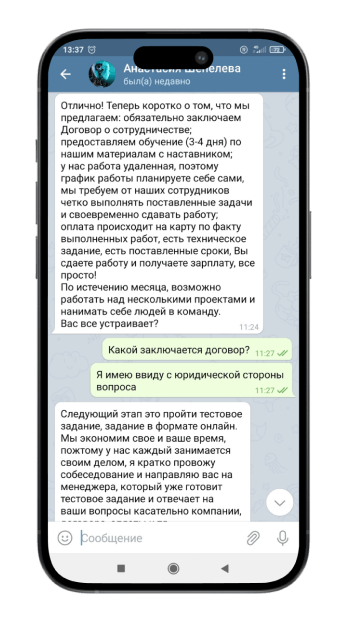 13:37
Анастасия Шепелева
был(а) недавно
Отлично! Теперь коротко о том, что мы
предлагаем: обязательно заключаем
Договор о сотрудничестве;
предоставляем обучение (3-4 дня) по
нашим материалам с наставником;
у нас работа удаленная, поэтому
график работы планируете себе сами,
мы требуем от наших сотрудников
четко выполнять поставленные задачи
и своевременно сдавать работу;
оплата происходит на карту по факту
выполненных работ, есть техническое
задание, есть поставленные сроки, Вы
сдаете работу и получаете зарплату, все
просто!
По истечению месяца, возможно
работать над несколькими проектами и
нанимать себе людей в команду.
Вас все устраивает?
11:24
Какой заключается договор?
11:27
Я имею ввиду с юридической стороны
вопроса
11:27
Следующий этап это пройти тестовое
задание, задание в формате онлайн.
Мы экономим свое и ваше время,
пожтому у нас каждый занимается
своим делом, я кратко провожу
собеседование и направляю вас на
менеджера, который уже готовит
тестовое задание и отвечает на
ваши вопросы касательно компании,
Сообщение